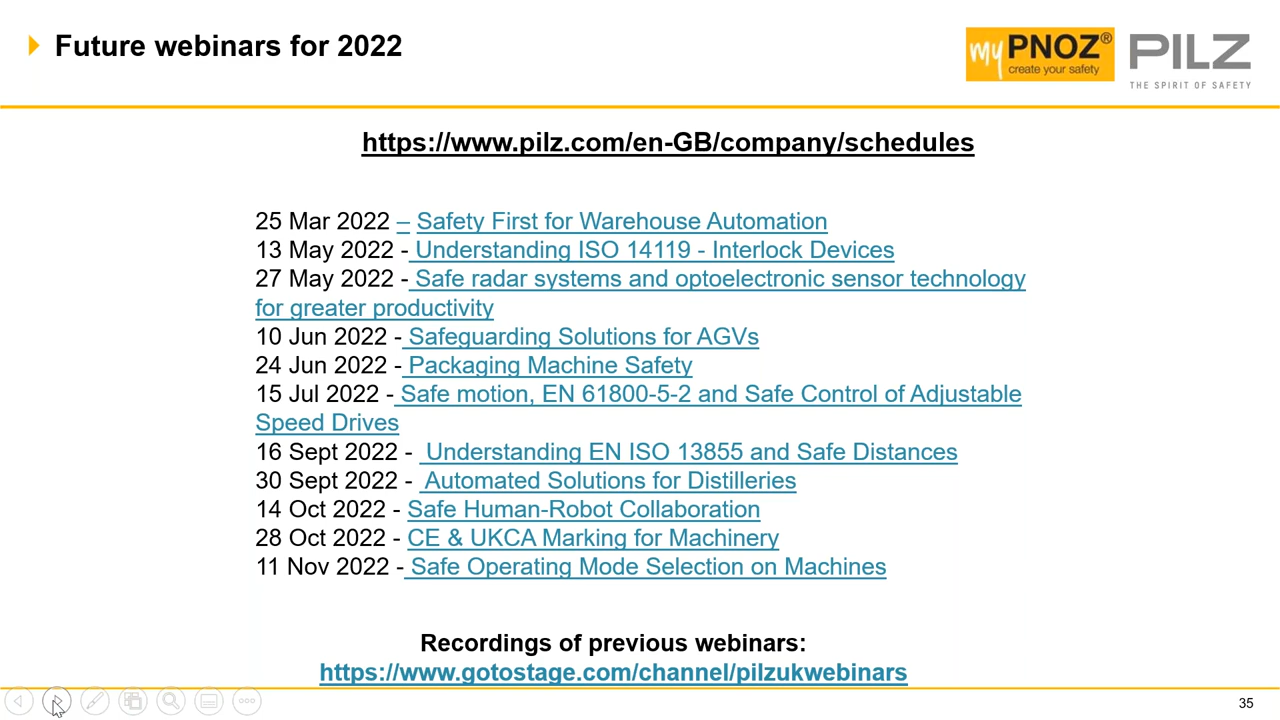 Future webinars for 2022
my PNOZ®
create your safety
PILZ
THE SPIRIT OF SAFETY
https://www.pilz.com/en-GB/company/schedules
25 Mar 2022 – Safety First for Warehouse Automation
13 May 2022 - Understanding ISO 14119 - Interlock Devices
27 May 2022 - Safe radar systems and optoelectronic sensor technology
for greater productivity
10 Jun 2022 - Safeguarding Solutions for AGVs
24 Jun 2022 - Packaging Machine Safety
15 Jul 2022 - Safe motion, EN 61800-5-2 and Safe Control of Adjustable
Speed Drives
16 Sept 2022 - Understanding EN ISO 13855 and Safe Distances
30 Sept 2022 - Automated Solutions for Distilleries
14 Oct 2022 - Safe Human-Robot Collaboration
28 Oct 2022 - CE & UKCA Marking for Machinery
11 Nov 2022 - Safe Operating Mode Selection on Machines
Recordings of previous webinars:
https://www.gotostage.com/channel/pilzukwebinars
35